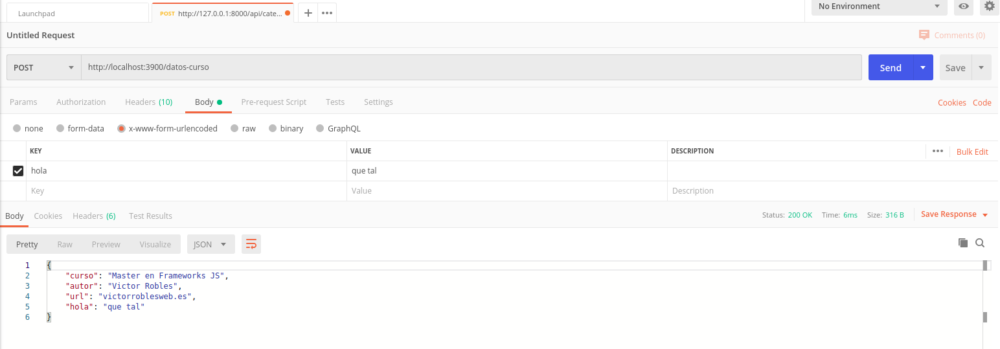 Launchpad POST http://127.0.0.1:8000/api/cate... No Environment
Untitled Request Comments (0)
POST http://localhost:3900/datos-curso Send Save
Params Authorization Headers (10) Body Pre-request Script Tests Settings Cookies Code
none form-data x-www-form-urlencoded raw binary GraphQL
KEY VALUE DESCRIPTION Bulk Edit
hola que tal
Key Value Description
Body Cookies Headers (6) Test Results Status: 200 OK Time: 6ms Size: 316 B Save Response
Pretty Raw Preview Visualize JSON
1 {
2 "curso": "Master en Frameworks JS",
3 "autor": "Victor Robles",
4 "url": "victorroblesweb.es",
5 "hola": "que tal"
6 }